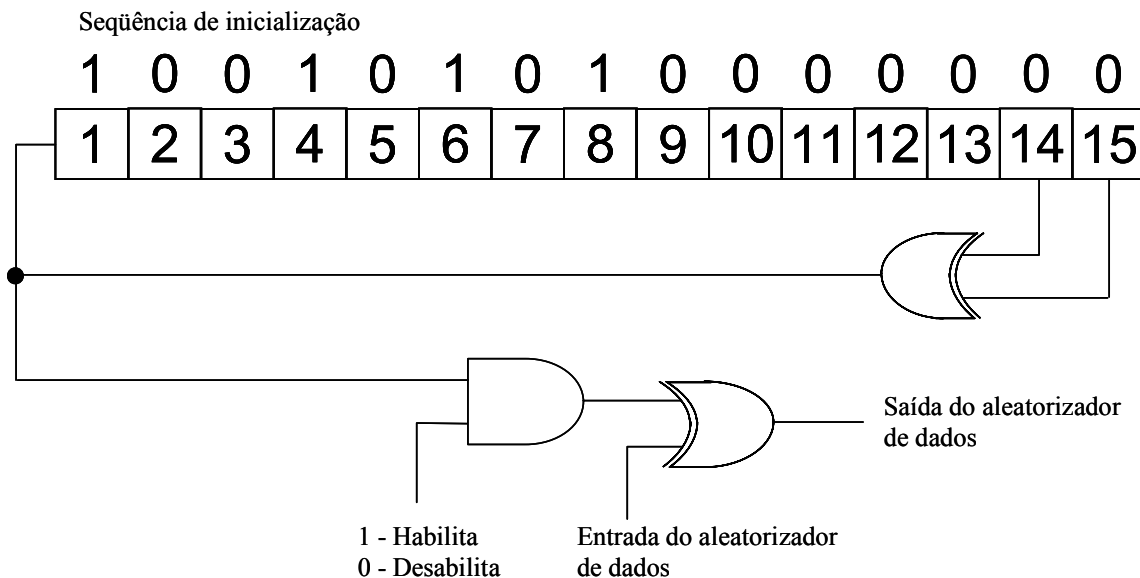 Seqüência de inicialização
1 0 0 1 0 1 0 1 0 0 0 0 0 0 0
1 2 3 4 5 6 7 8 9 10 11 12 13 14 15
Saída do aleatorizador
de dados
1 - Habilita
0 - Desabilita
Entrada do aleatorizador
de dados